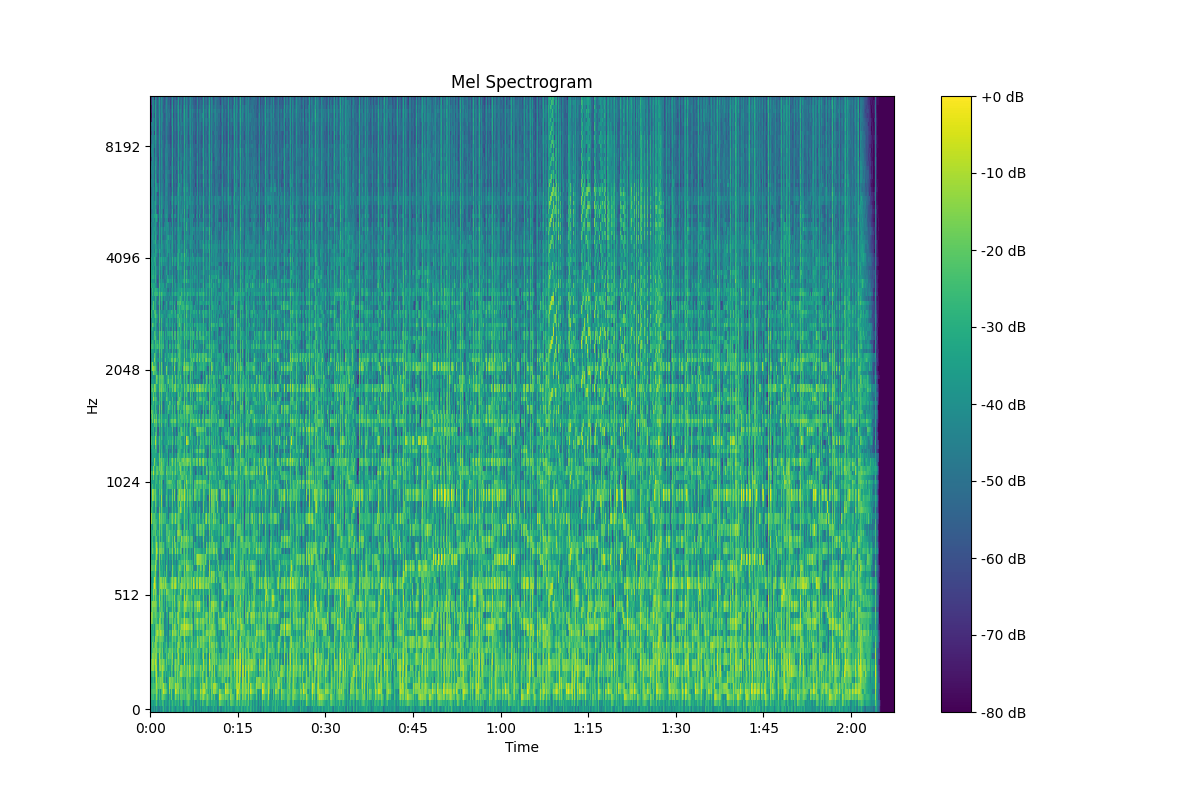 Mel Spectrogram
8192
4096
2048
1024
512
0
Hz
0:00 0:15 0:30 0:45 1:00 1:15 1:30 1:45 2:00
Time
+0 dB
-10 dB
-20 dB
-30 dB
-40 dB
-50 dB
-60 dB
-70 dB
-80 dB